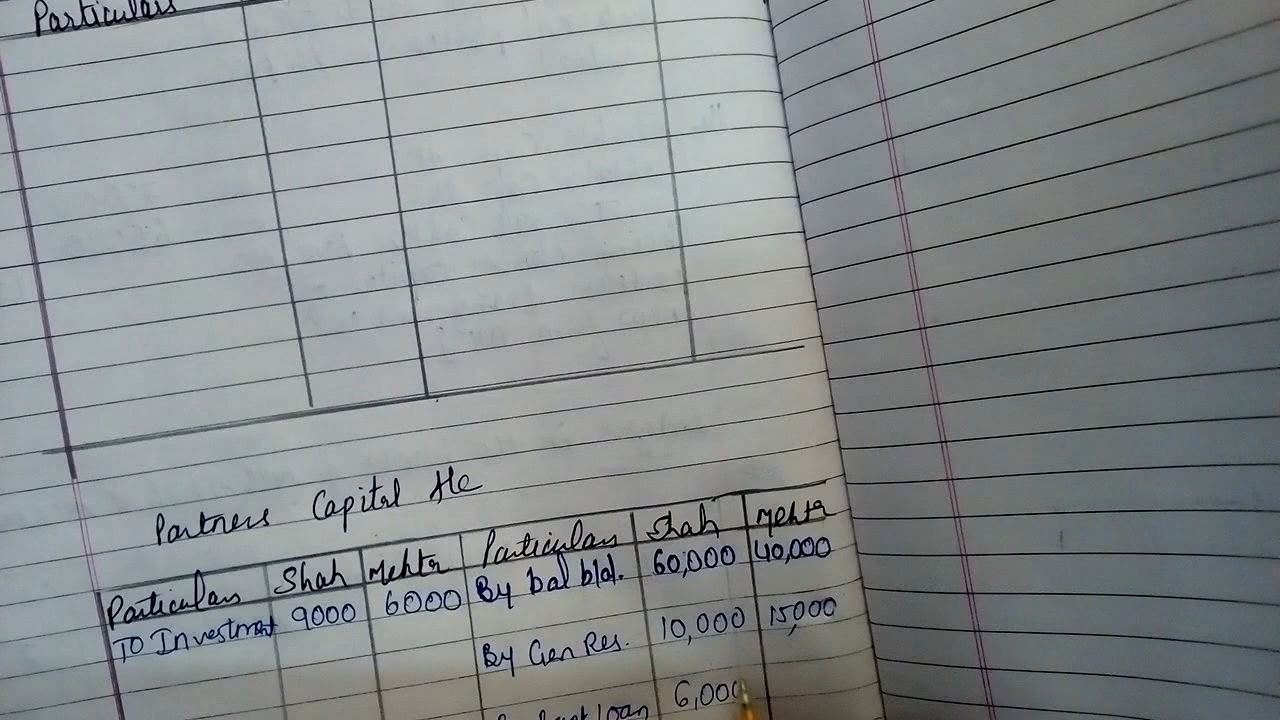 Particulars
Partners Capital A/c
Particulars Shah Mehta Particulars Shah Mehta
TO Investment 9000 6000 By bal b/d. 60,000 40,000
By Gen Res. 10,000 15,000
loan 6,000